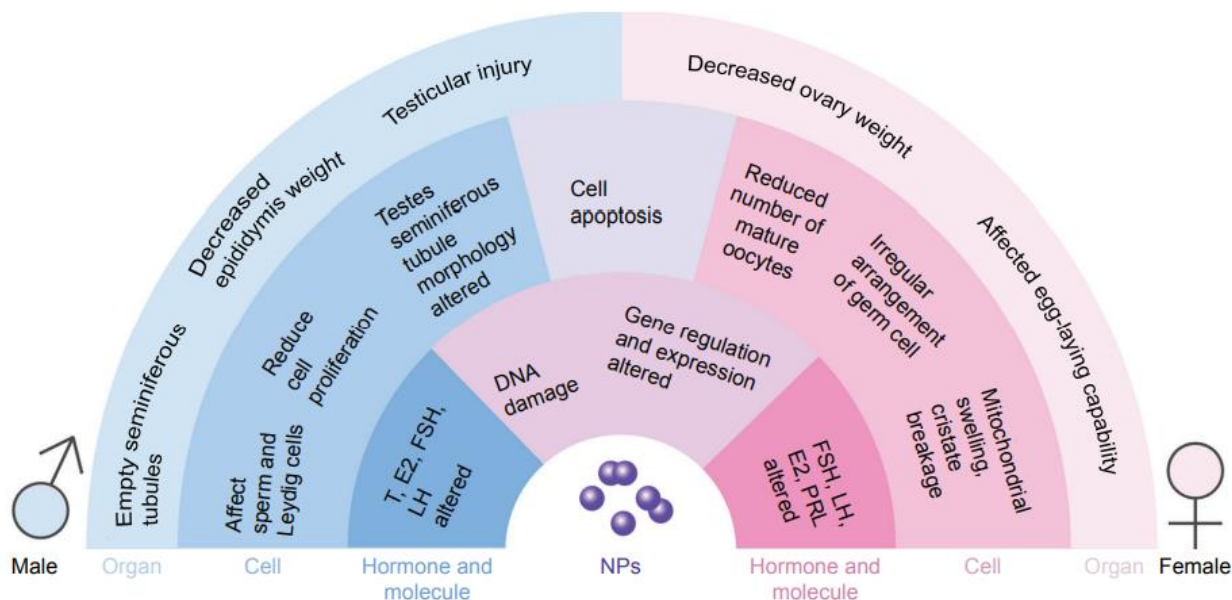 Testicular injury
Decreased
epididymis weight
Empty seminiferous
tubules
Decreased ovary weight
Affected egg-laying capability
Testes
seminiferous
tubule
morphology
altered
Reduce
cell
proliferation
Affect
sperm and
Leydig cells
Cell
apoptosis
Reduced
number of
mature
oocytes
Irregular
arrangement
of germ cell
Mitochondrial
swelling,
cristate
breakage
T, E2, FSH,
LH
altered
DNA
damage
Gene regulation
and expression
altered
FSH, LH,
E2, PRL
altered
Male
Organ
Cell
Hormone and
molecule
NPs
Hormone and
molecule
Cell
Organ
Female